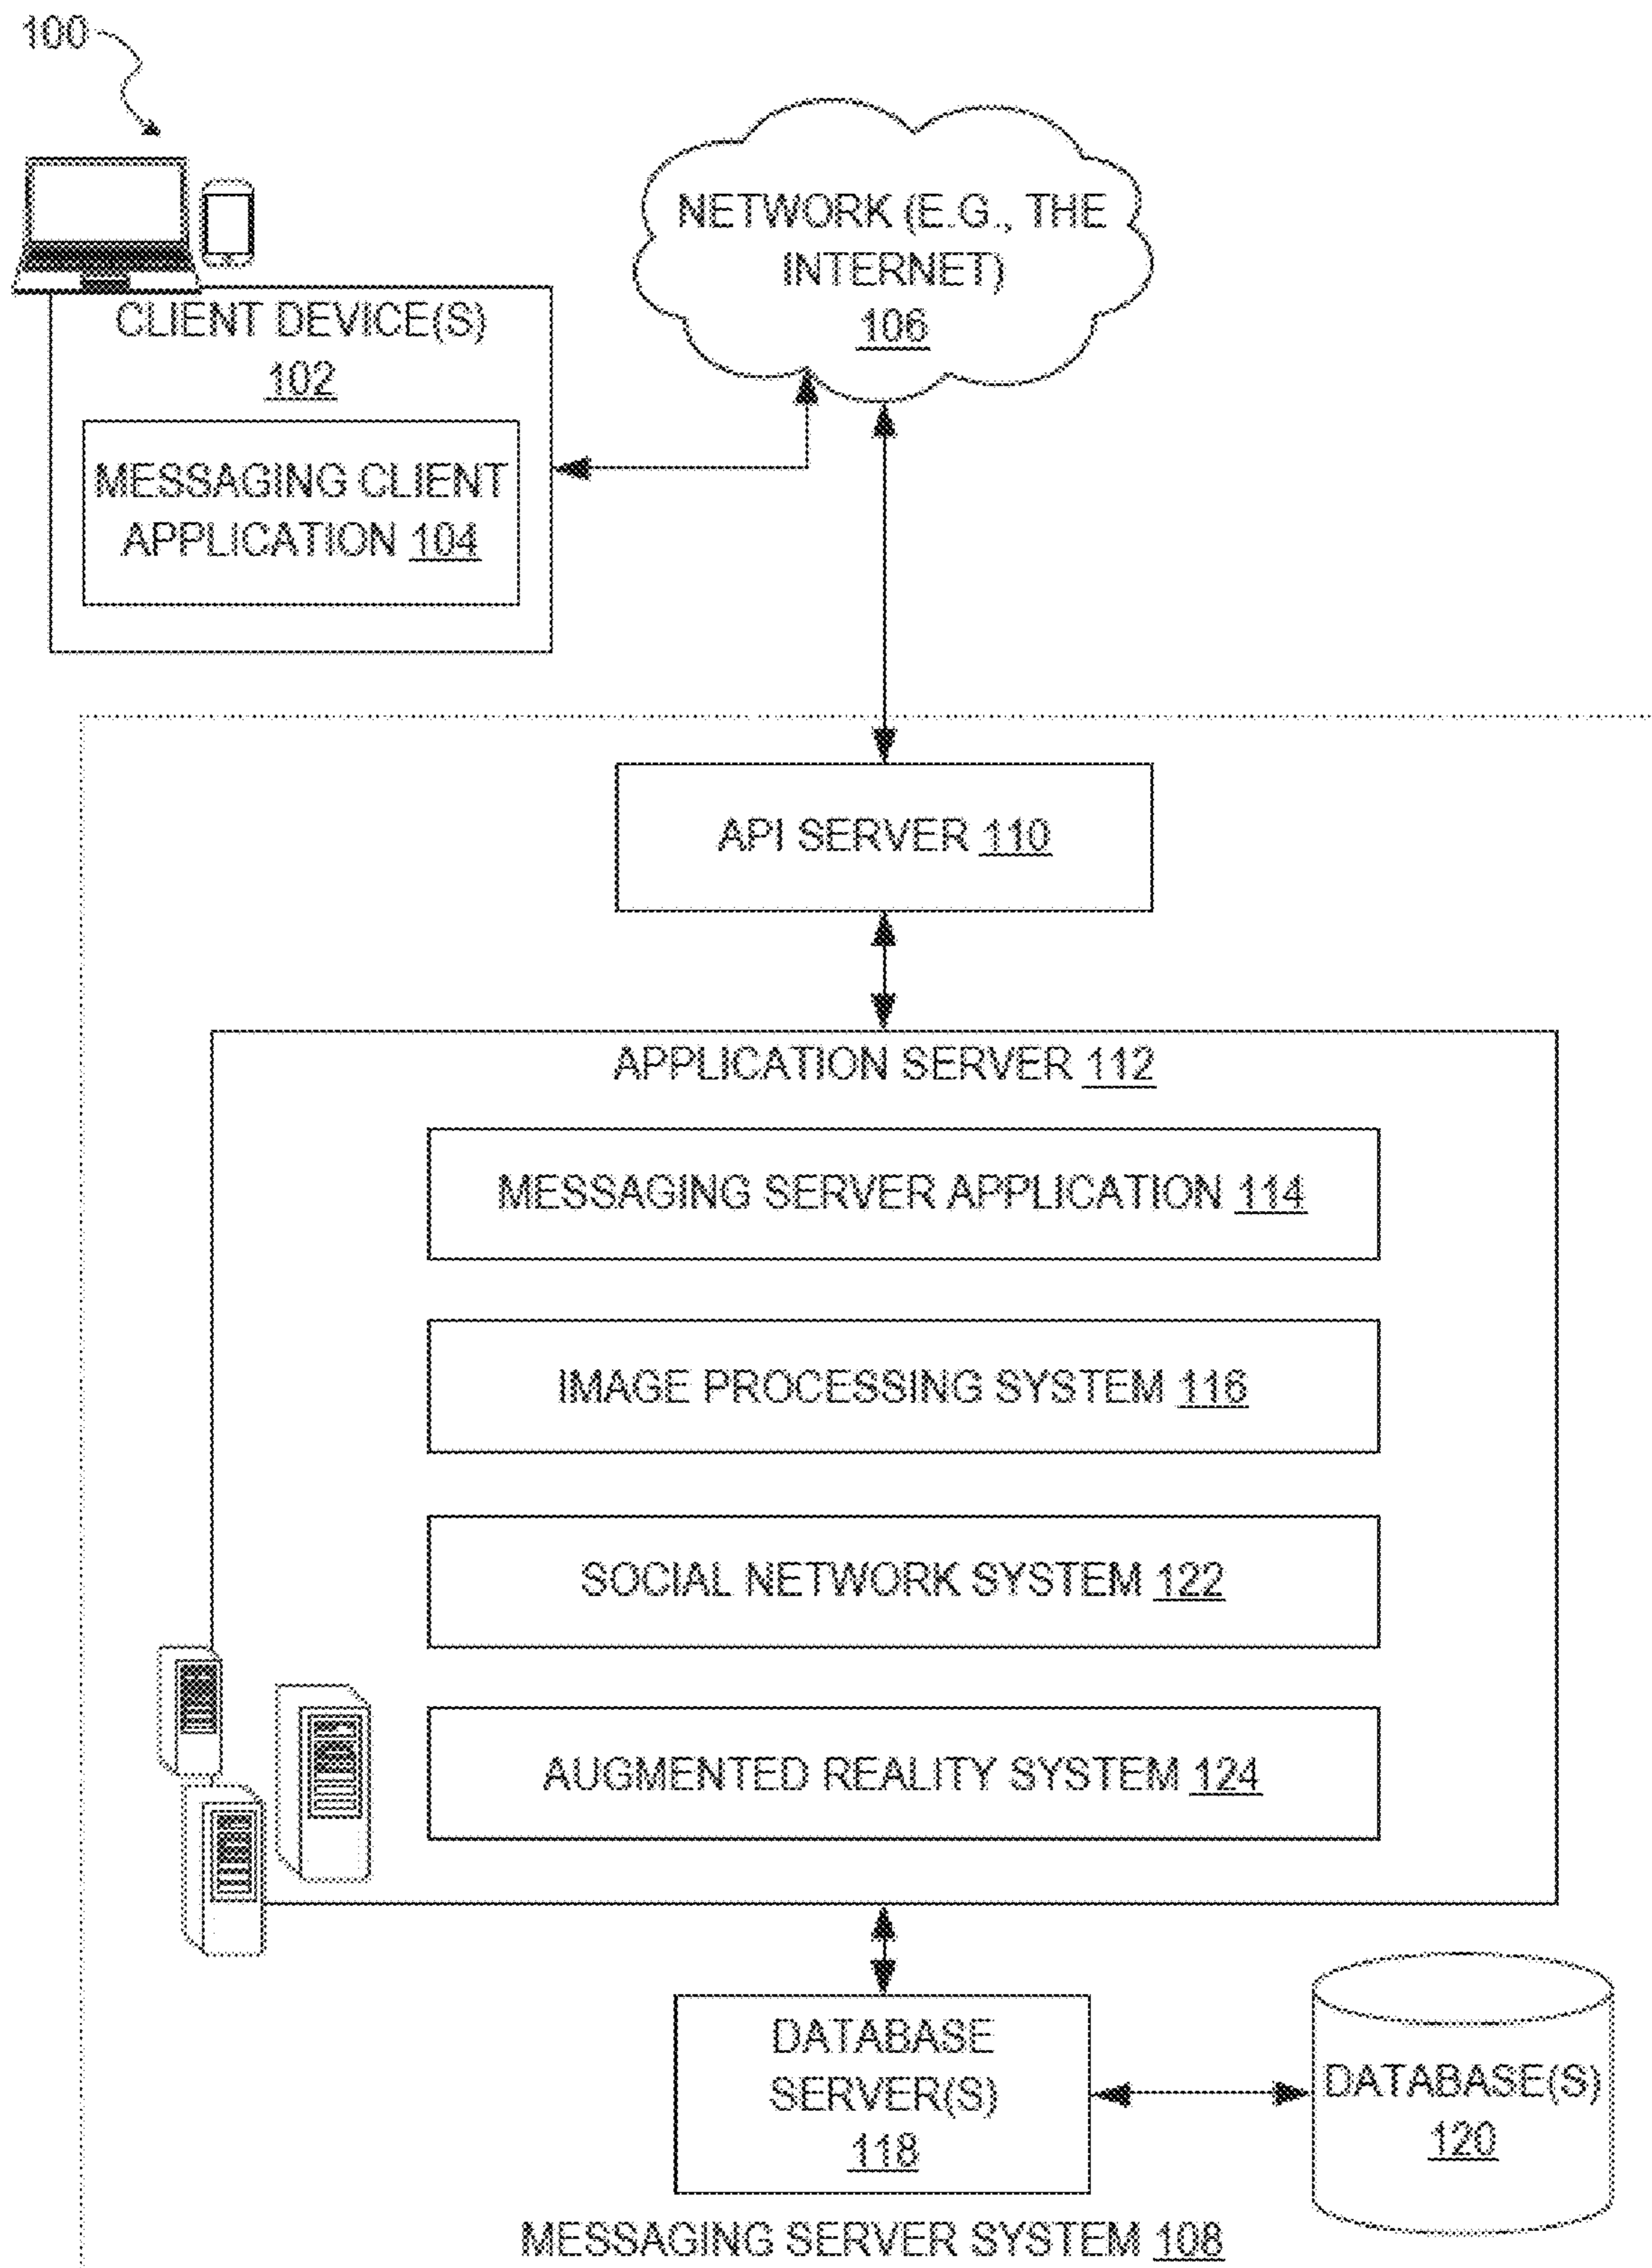 100
NETWORK (E.G., THE
INTERNET)
106
CLIENT DEVICE(S)
102
MESSAGING CLIENT
APPLICATION 104
API SERVER 110
APPLICATION SERVER 112
MESSAGING SERVER APPLICATION 114
IMAGE PROCESSING SYSTEM 116
SOCIAL NETWORK SYSTEM 122
AUGMENTED REALITY SYSTEM 124
DATABASE
SERVER(S)
118
DATABASE(S)
120
MESSAGING SERVER SYSTEM 108